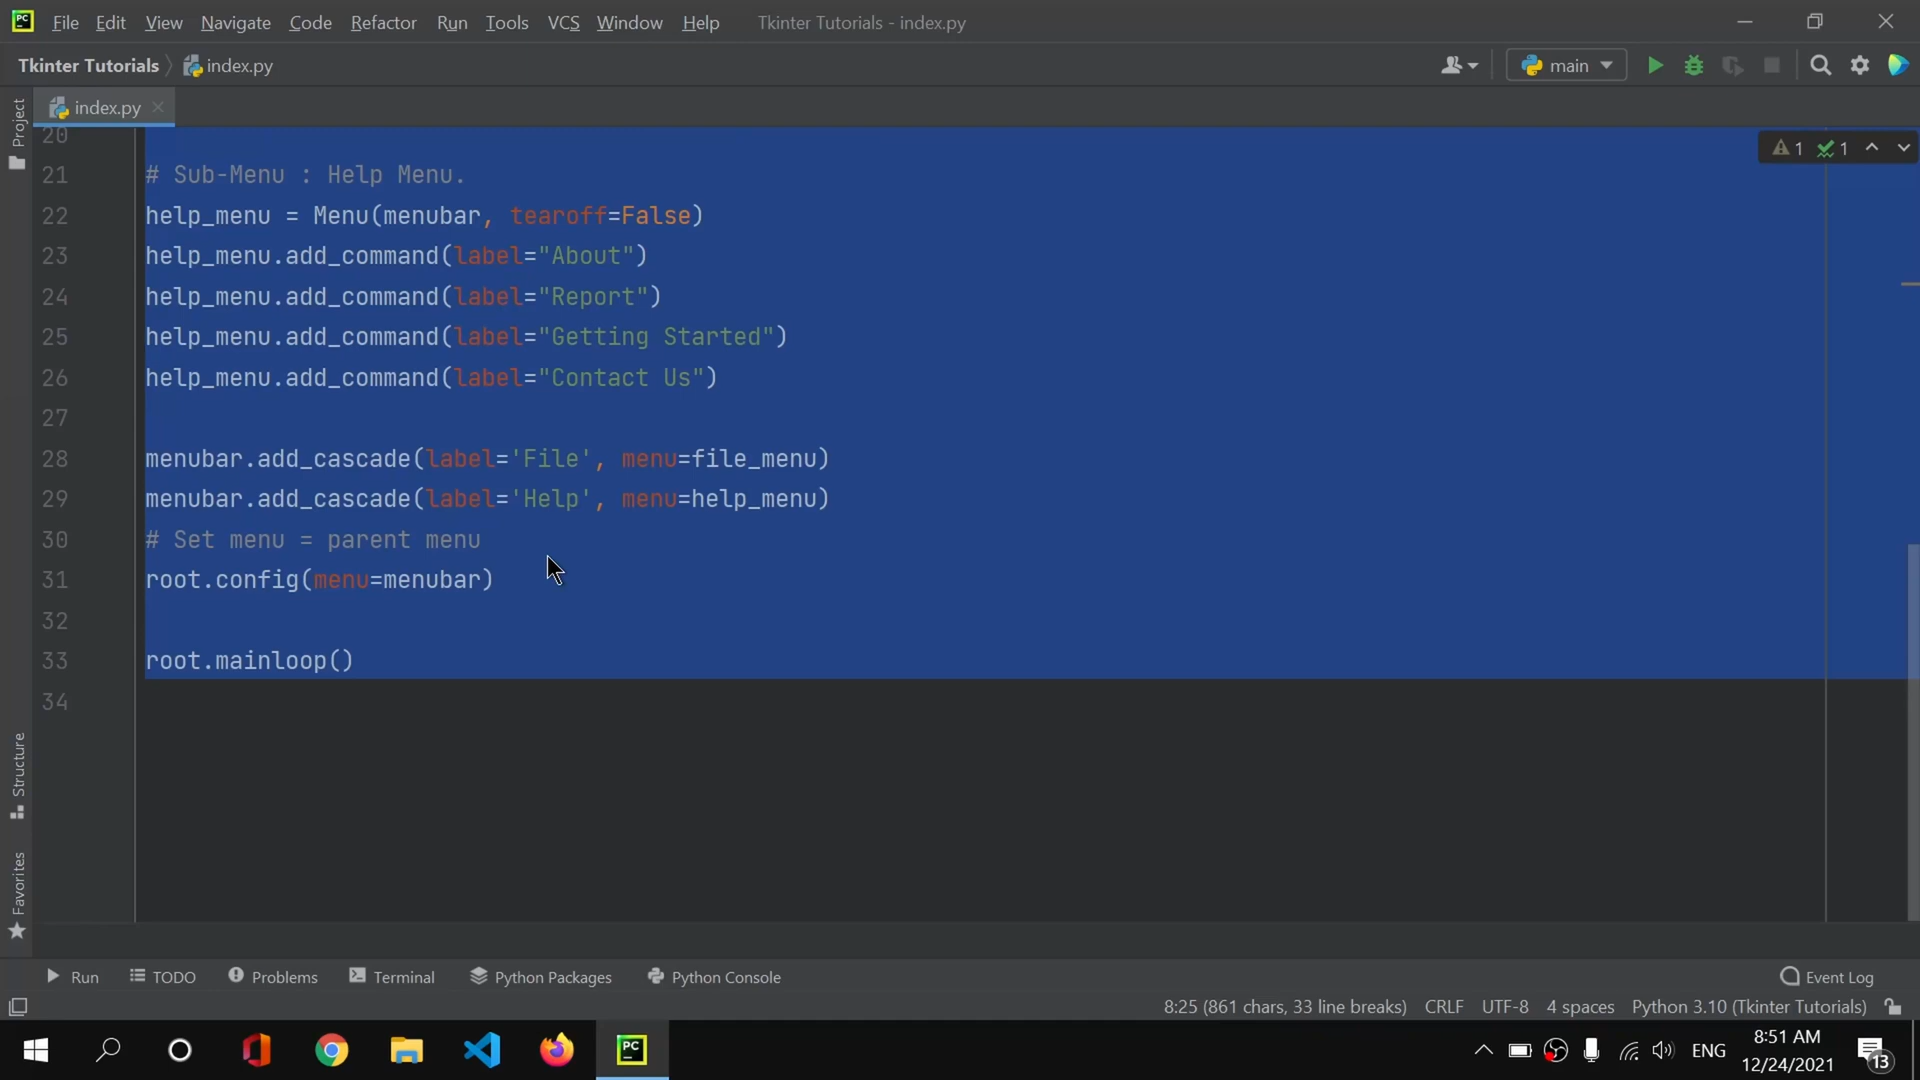 PC File Edit View Navigate Code Refactor Run Tools VCS Window Help Tkinter Tutorials - index.py
Tkinter Tutorials index.py main
index.py
Project
1 1
20
21 # Sub-Menu : Help Menu.
22 help_menu = Menu(menubar, tearoff=False)
23 help_menu.add_command(label="About")
24 help_menu.add_command(label="Report")
25 help_menu.add_command(label="Getting Started")
26 help_menu.add_command(label="Contact Us")
27
28 menubar.add_cascade(label='File', menu=file_menu)
29 menubar.add_cascade(label='Help', menu=help_menu)
30 # Set menu = parent menu
31 root.config(menu=menubar)
32
33 root.mainloop()
34
Structure
Favorites
Run TODO Problems Terminal Python Packages Python Console Event Log
8:25 (861 chars, 33 line breaks) CRLF UTF-8 4 spaces Python 3.10 (Tkinter Tutorials)
PC ENG 8:51 AM
12/24/2021 13